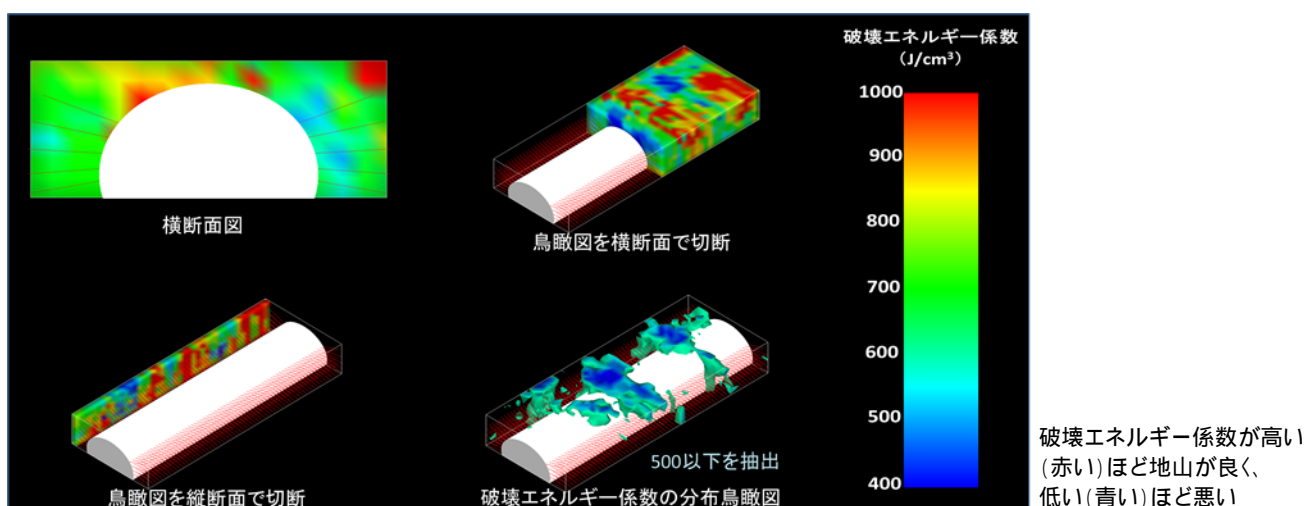 破壊エネルギー係数
（J/cm³）
1000
900
800
700
600
500
400
横断面図
鳥瞰図を横断面で切断
鳥瞰図を縦断面で切断
500以下を抽出
破壊エネルギー係数の分布鳥瞰図
破壊エネルギー係数が高い
(赤い)ほど地山が良く、
低い(青い)ほど悪い